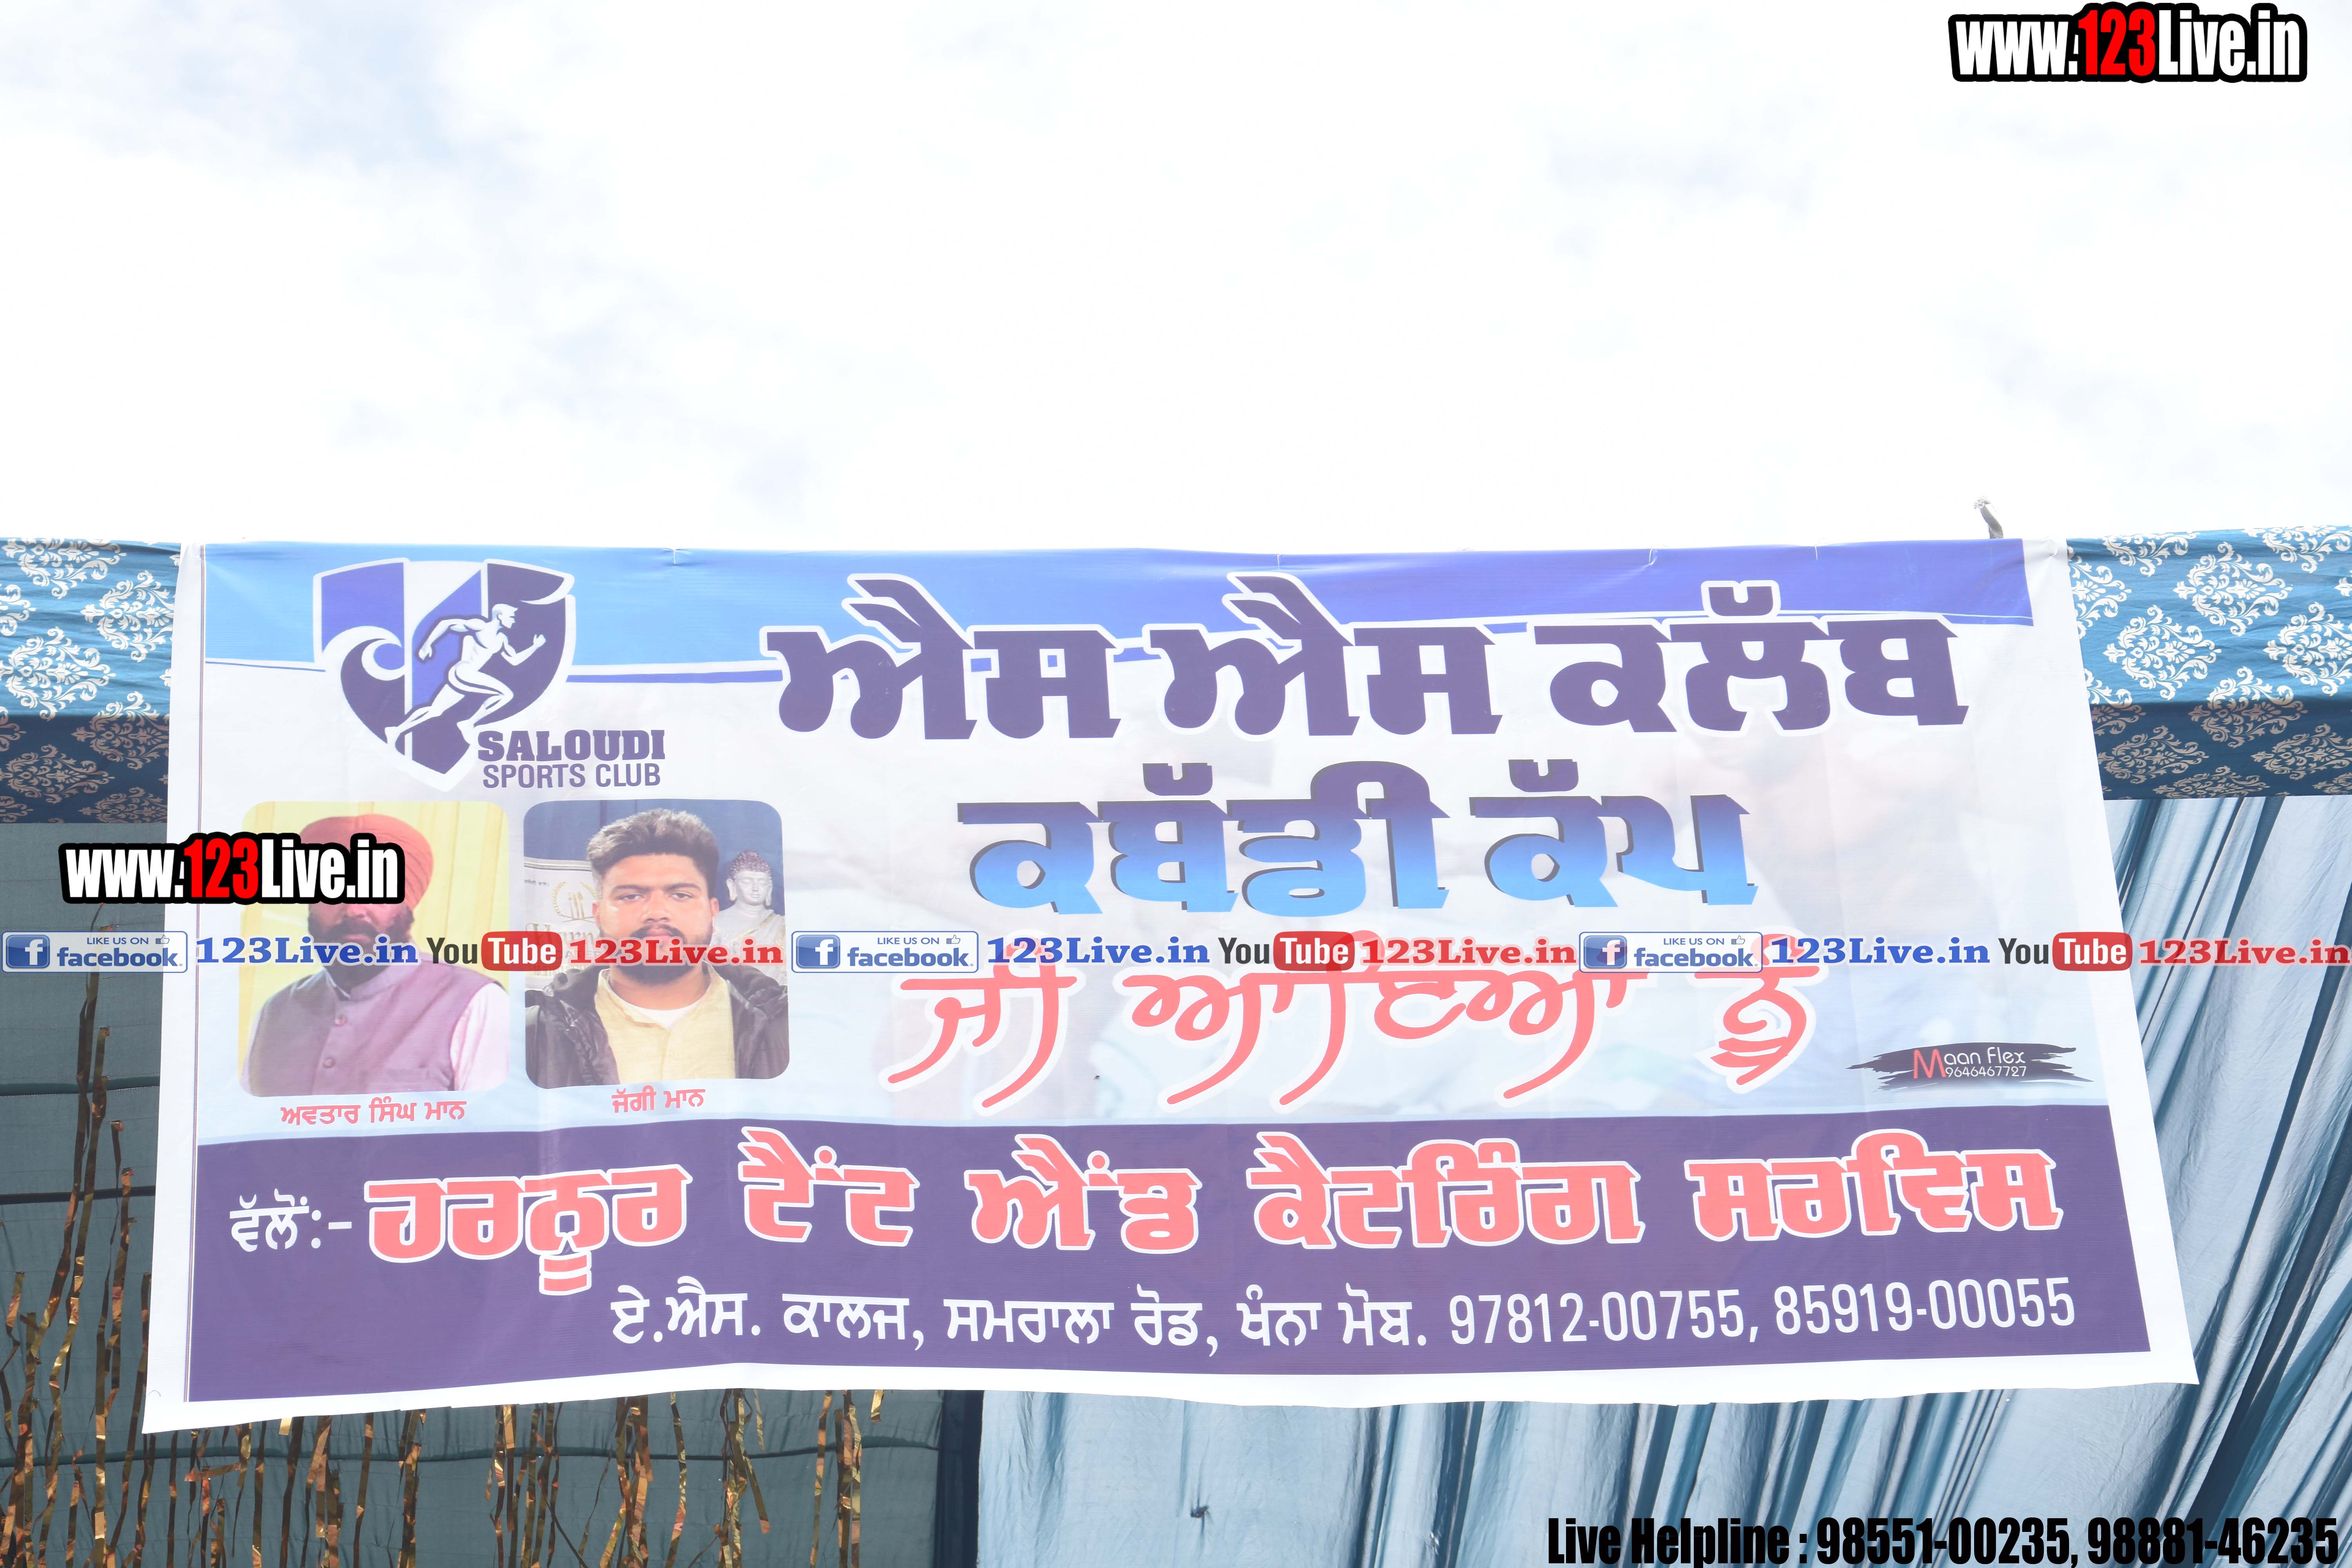 www.123Live.in
ਐਸ ਐਸ ਕਲੱਬ
SALOUDI
SPORTS CLUB
ਕਬੱਡੀ ਕੱਪ
www.123Live.in
LIKE US ON facebook. 123Live.in YouTube 123Live.in LIKE US ON facebook. 123Live.in YouTube 123Live.in LIKE US ON facebook. 123Live.in YouTube 123Live.in
ਜੀ ਆਇਆ ਨੂੰ
Maan Flex
9646467727
ਅਵਤਾਰ ਸਿੰਘ ਮਾਨ
ਜੱਗੀ ਮਾਨ
ਵੱਲੋਂ:- ਹਰਨੂਰ ਟੈਂਟ ਐਂਡ ਕੈਟਰਿੰਗ ਸਰਵਿਸ
ਏ.ਐਸ. ਕਾਲਜ, ਸਮਰਾਲਾ ਰੋਡ, ਖੰਨਾ ਮੋਬ. 97812-00755, 85919-00055
Live Helpline : 98551-00235, 98881-46235